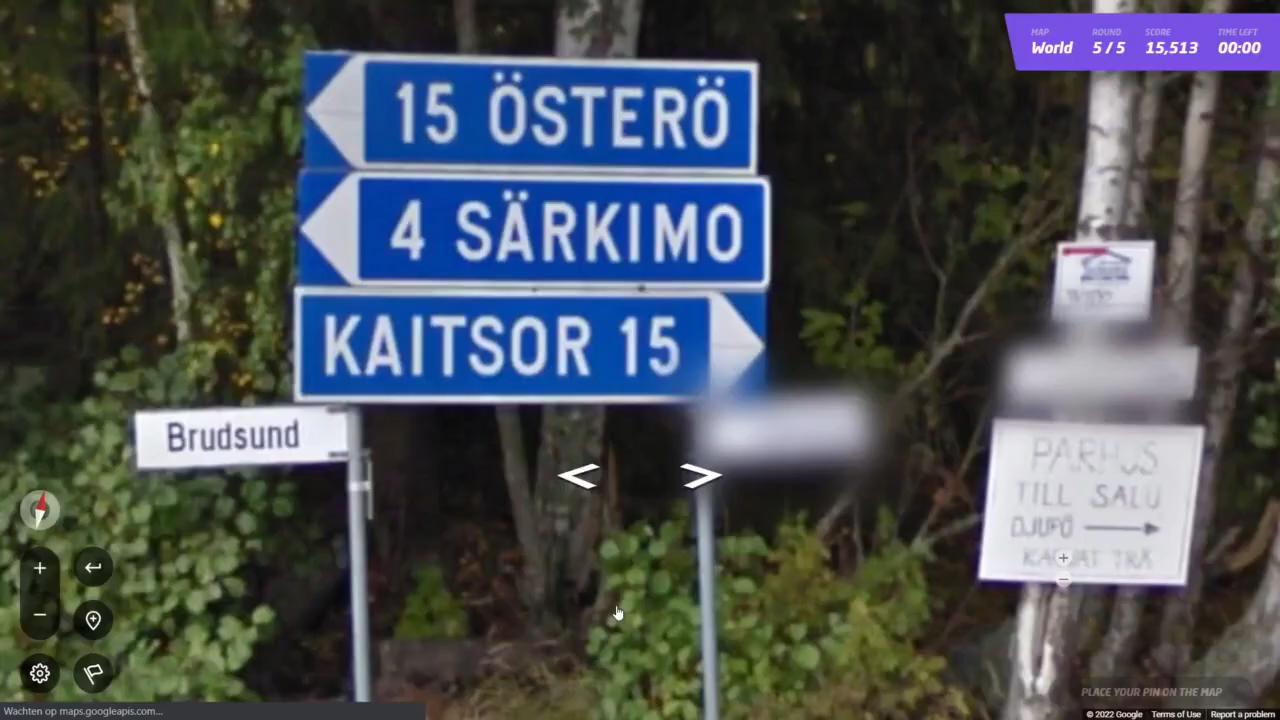 MAP
World
ROUND
5 / 5
SCORE
15,513
TIME LEFT
00:00
15 ÖSTERÖ
4 SÄRKIMO
KAITSOR 15
Brudsund
PARHUS
TILL SALU
DJUPÖ
TRÄ
PLACE YOUR PIN ON THE MAP
Wachten op maps.googleapis.com...
© 2022 Google Terms of Use Report a problem